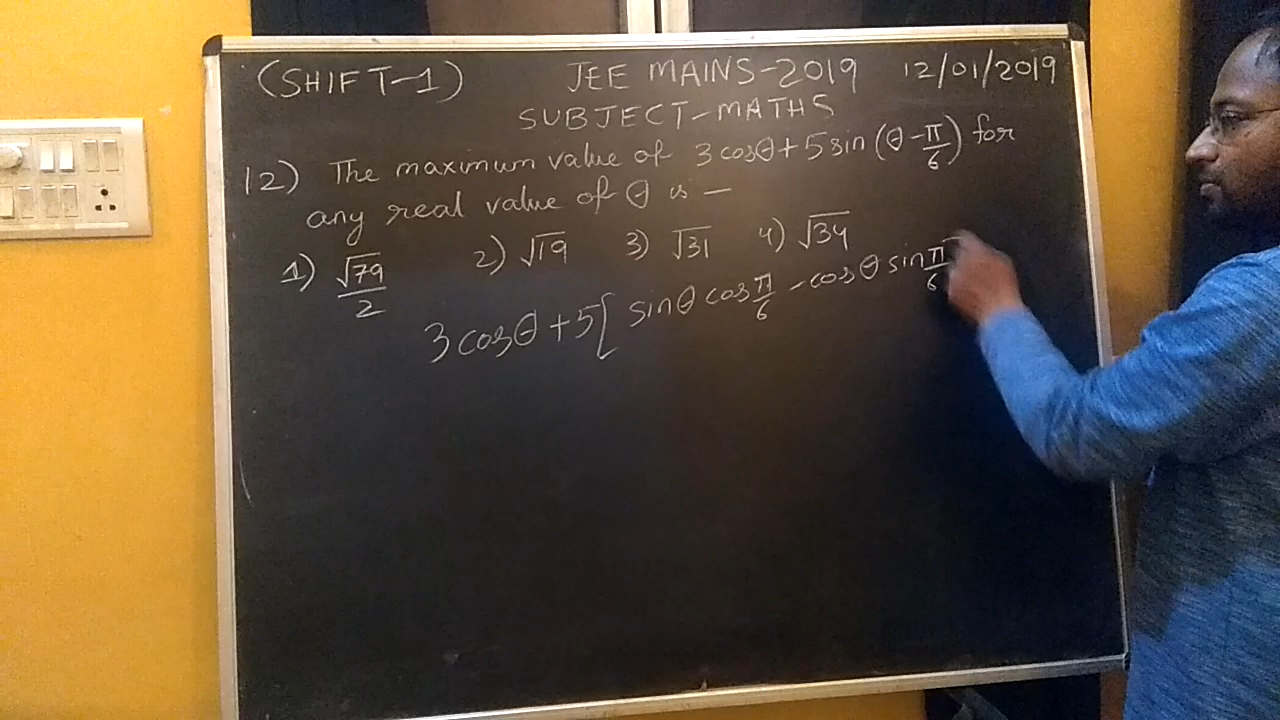 (SHIFT-1) JEE MAINS-2019 12/01/2019
SUBJECT-MATHS
12) The maximum value of 3 cosθ + 5 sin (θ - π/6) for
any real value of θ is —
1) √79/2 2) √19 3) √31 4) √34
3 cosθ + 5[ sinθ cos π/6 - cosθ sin π/6